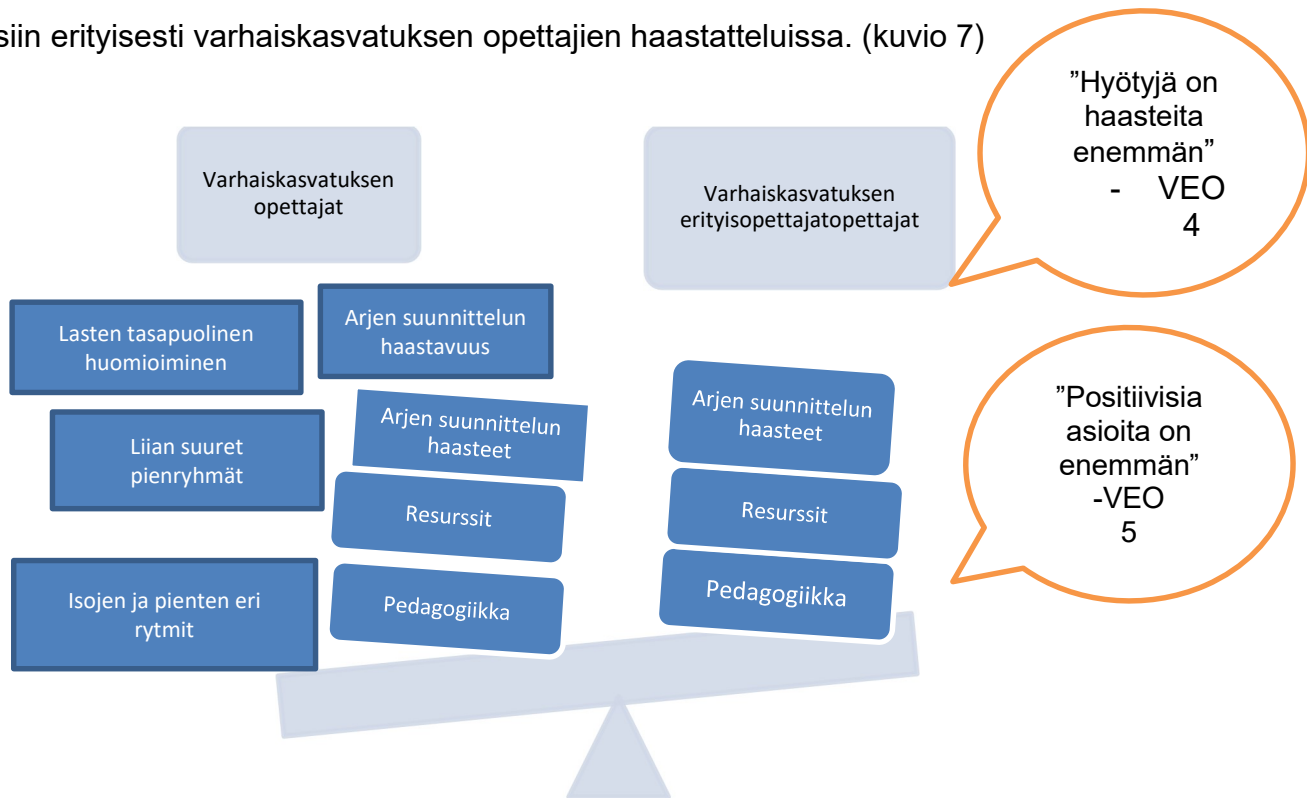 siin erityisesti varhaiskasvatuksen opettajien haastatteluissa. (kuvio 7)
Varhaiskasvatuksen
opettajat
Varhaiskasvatuksen
erityisopettajatopettajat
”Hyötyjä on
haasteita
enemmän”
- VEO
4
Lasten tasapuolinen
huomioiminen
Arjen suunnittelun
haastavuus
Liian suuret
pienryhmät
Arjen suunnittelun
haasteet
Resurssit
Isojen ja pienten eri
rytmit
Pedagogiikka
Arjen suunnittelun
haasteet
Resurssit
Pedagogiikka
”Positiivisia
asioita on
enemmän”
-VEO
5